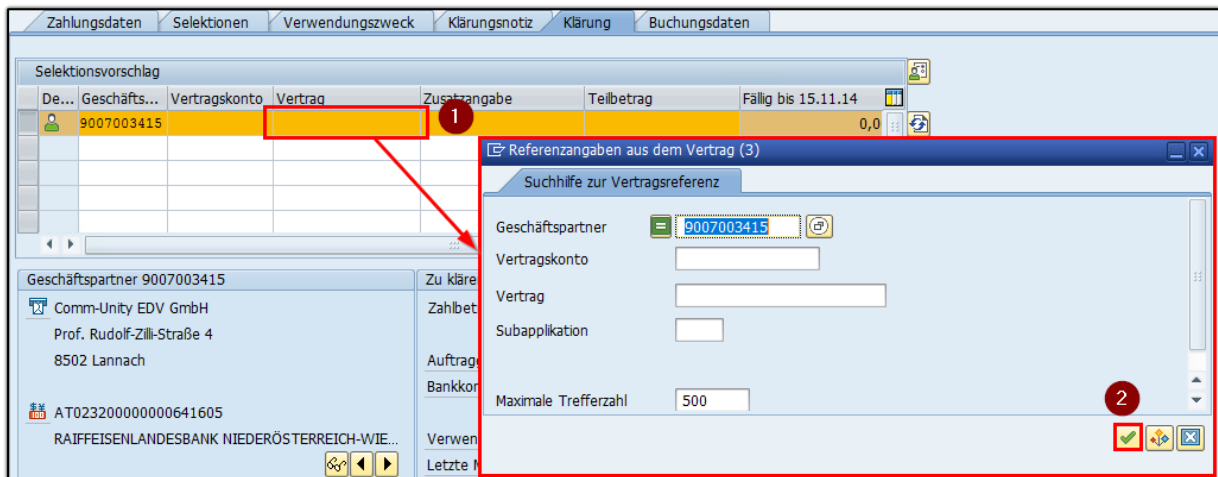 Zahlungsdaten Selektionen Verwendungszweck Klärungsnotiz Klärung Buchungsdaten
Selektionsvorschlag
De... Geschäfts... Vertragskonto Vertrag Zusatzangabe Teilbetrag Fällig bis 15.11.14
9007003415 0,0
1
Referenzangaben aus dem Vertrag (3)
Suchhilfe zur Vertragsreferenz
Geschäftspartner 9007003415
Vertragskonto
Vertrag
Subapplikation
Maximale Trefferzahl 500
2
Geschäftspartner 9007003415
Comm-Unity EDV GmbH
Prof. Rudolf-Zilli-Straße 4
8502 Lannach
AT023200000000641605
RAIFFEISENLANDESBANK NIEDERÖSTERREICH-WIE...
Zu kläre
Zahlbet
Auftrag
Bankkor
Verwen
Letzte